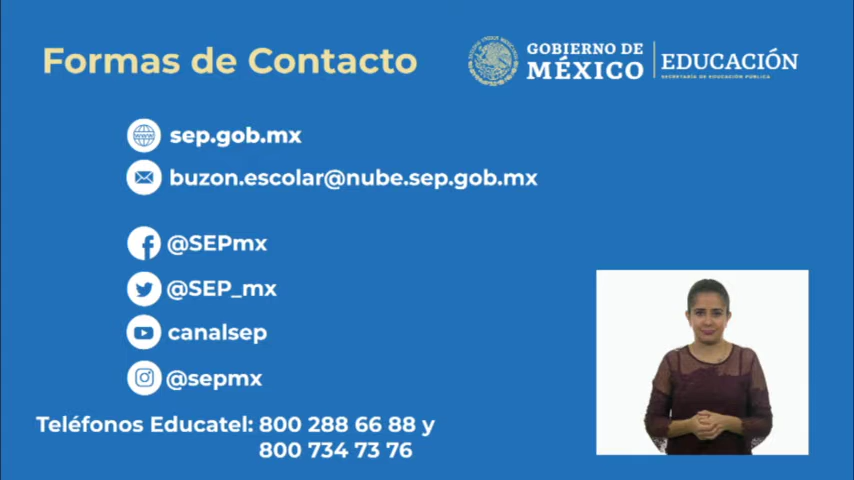 Formas de Contacto
GOBIERNO DE
MÉXICO
EDUCACIÓN
SECRETARÍA DE EDUCACIÓN PÚBLICA
www
sep.gob.mx
buzon.escolar@nube.sep.gob.mx
@SEPmx
@SEP_mx
canalsep
@sepmx
Teléfonos Educatel: 800 288 66 88 y
800 734 73 76